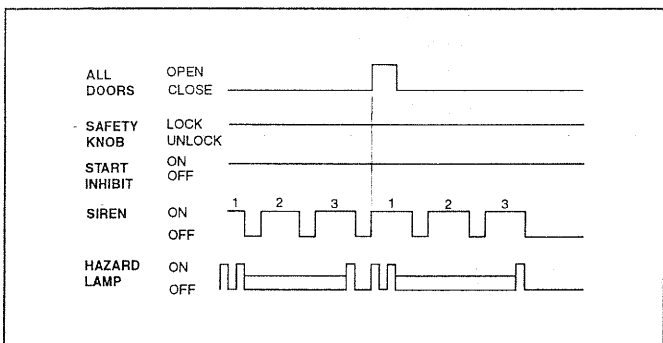 ALL OPEN
DOORS CLOSE
SAFETY LOCK
KNOB UNLOCK
START ON
INHIBIT OFF
1 2 3 1 2 3
SIREN ON
OFF
HAZARD ON
LAMP OFF